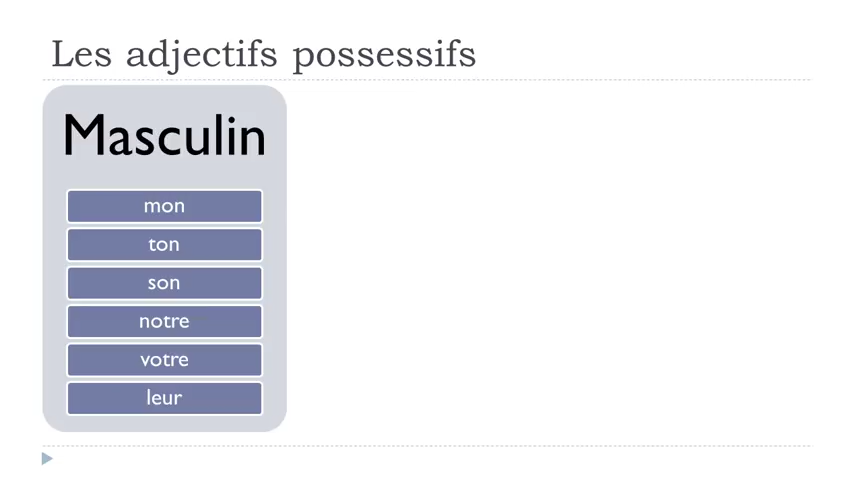 Les adjectifs possessifs
Masculin
mon
ton
son
notre
votre
leur